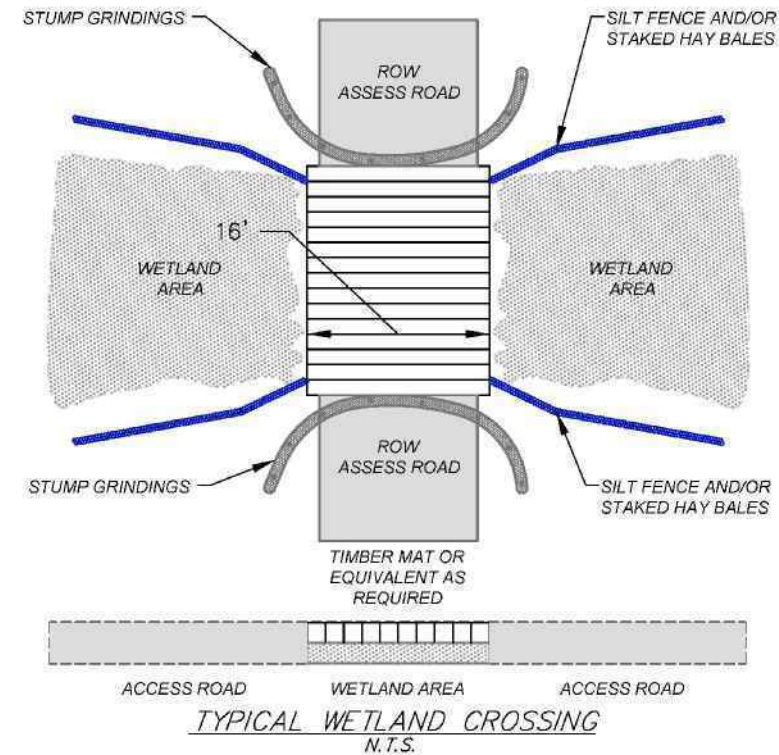 STUMP GRINDINGS
SILT FENCE AND/OR
STAKED HAY BALES
ROW
ASSESS ROAD
16'
WETLAND
AREA
WETLAND
AREA
ROW
ASSESS ROAD
STUMP GRINDINGS
SILT FENCE AND/OR
STAKED HAY BALES
TIMBER MAT OR
EQUIVALENT AS
REQUIRED
ACCESS ROAD
WETLAND AREA
ACCESS ROAD
TYPICAL WETLAND CROSSING
N.T.S.